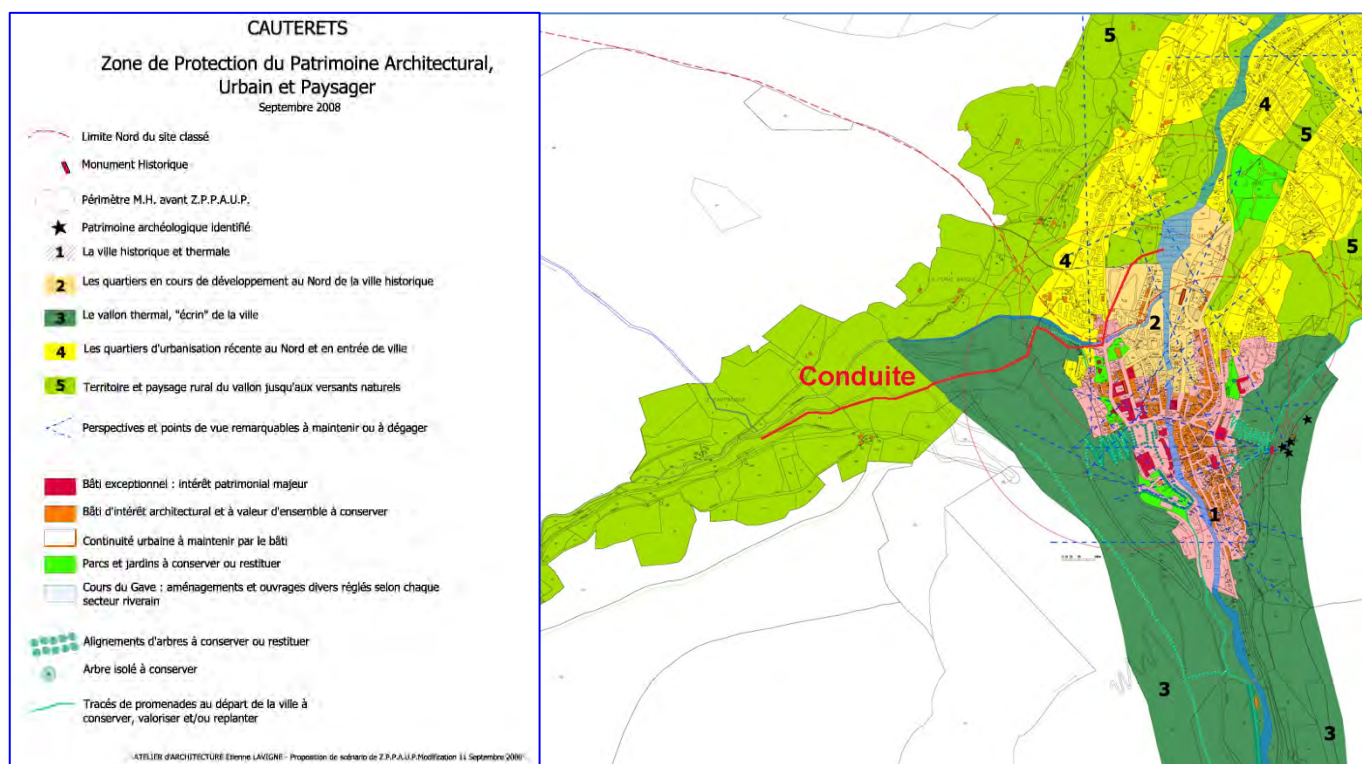 CAUTERETS
Zone de Protection du Patrimoine Architectural,
Urbain et Paysager
Septembre 2008
Limite Nord du site classé
Monument Historique
Périmètre M.H. avant Z.P.P.A.U.P.
Patrimoine archéologique identifié
1 La ville historique et thermale
2 Les quartiers en cours de développement au Nord de la ville historique
3 Le vallon thermal, "écrin" de la ville
4 Les quartiers d'urbanisation récente au Nord et en entrée de ville
5 Territoire et paysage rural du vallon jusqu'aux versants naturels
Perspectives et points de vue remarquables à maintenir ou à dégager
Bâti exceptionnel : intérêt patrimonial majeur
Bâti d'intérêt architectural et à valeur d'ensemble à conserver
Continuité urbaine à maintenir par le bâti
Parcs et jardins à conserver ou restituer
Cours du Gave : aménagements et ouvrages divers réglés selon chaque
secteur riverain
Alignements d'arbres à conserver ou restituer
Arbre isolé à conserver
Tracés de promenades au départ de la ville à
conserver, valoriser et/ou replanter
ATELIER d'ARCHITECTURE Etienne LAVIGNE - Proposition de scénario de Z.P.P.A.U.P. Modification 11 Septembre 2008
5
4
5
5
4
2
Conduite
1
3
3